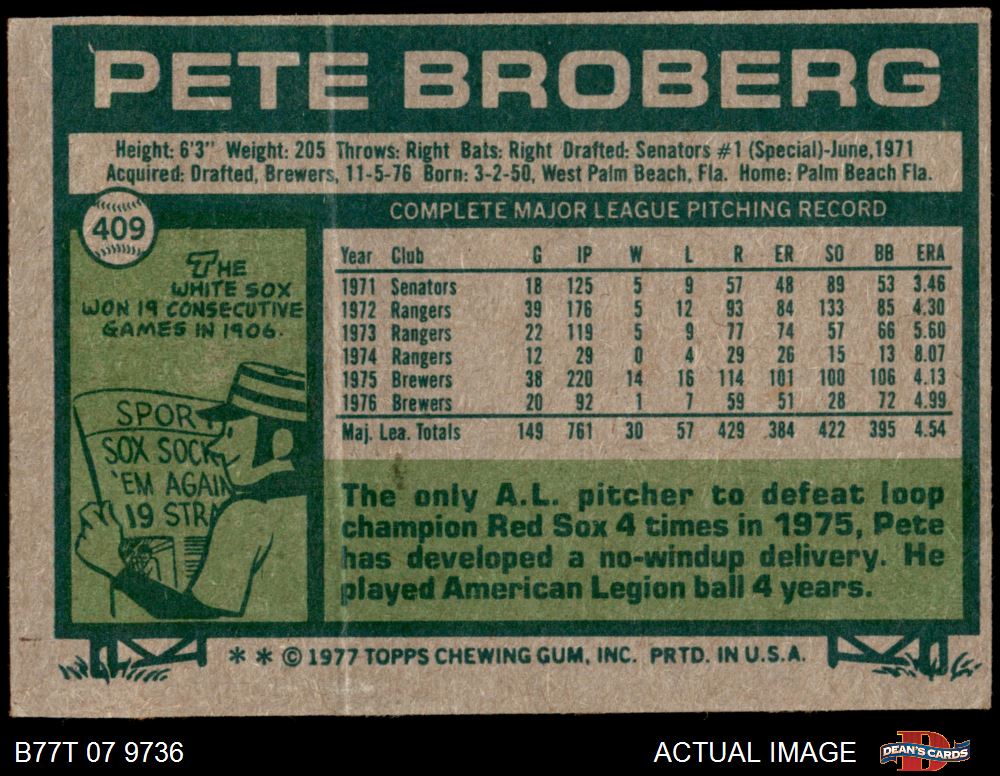 PETE BROBERG
Height: 6'3" Weight: 205 Throws: Right Bats: Right Drafted: Senators #1 (Special)-June,1971
Acquired: Drafted, Brewers, 11-5-76 Born: 3-2-50, West Palm Beach, Fla. Home: Palm Beach Fla.
409
COMPLETE MAJOR LEAGUE PITCHING RECORD
THE
WHITE SOX
WON 19 CONSECUTIVE
GAMES IN 1906.
SPORT
SOX SOCK
'EM AGAIN
19 STRA
Year Club G IP W L R ER SO BB ERA
1971 Senators 18 125 5 9 57 48 89 53 3.46
1972 Rangers 39 176 5 12 93 84 133 85 4.30
1973 Rangers 22 119 5 9 77 74 57 66 5.60
1974 Rangers 12 29 0 4 29 26 15 13 8.07
1975 Brewers 38 220 14 16 114 101 100 106 4.13
1976 Brewers 20 92 1 7 59 51 28 72 4.99
Maj. Lea. Totals 149 761 30 57 429 384 422 395 4.54
The only A.L. pitcher to defeat loop
champion Red Sox 4 times in 1975, Pete
has developed a no-windup delivery. He
played American Legion ball 4 years.
* * © 1977 TOPPS CHEWING GUM, INC. PRTD. IN U.S.A.
B77T 07 9736
ACTUAL IMAGE
D
DEAN'S CARDS